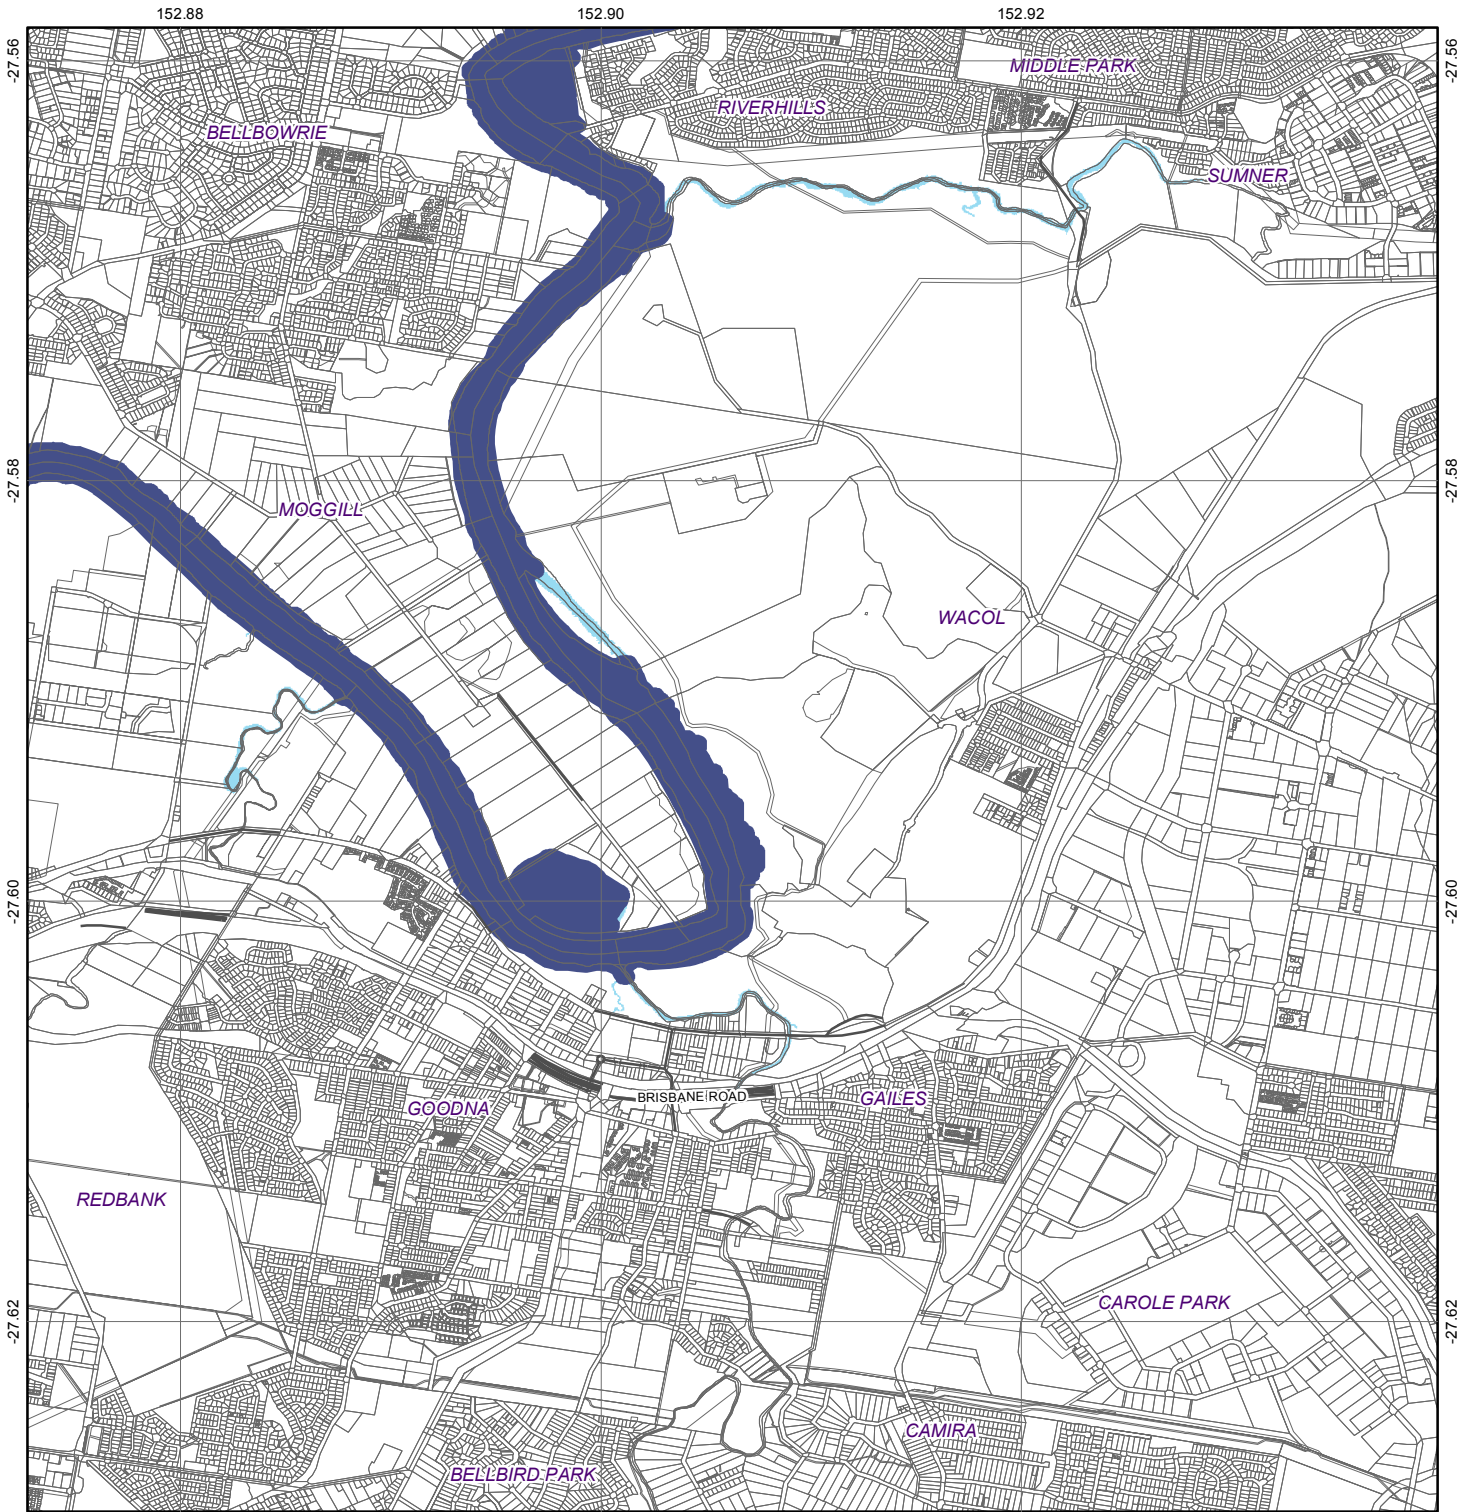 152.88 152.90 152.92
-27.56 -27.56
MIDDLE PARK
RIVERHILLS
BELLBOWRIE
SUMNER
-27.58 -27.58
MOGGILL
WACOL
-27.60 -27.60
BRISBANE ROAD
GOODNA
GAILES
REDBANK
CAROLE PARK
-27.62 -27.62
CAMIRA
BELLBIRD PARK